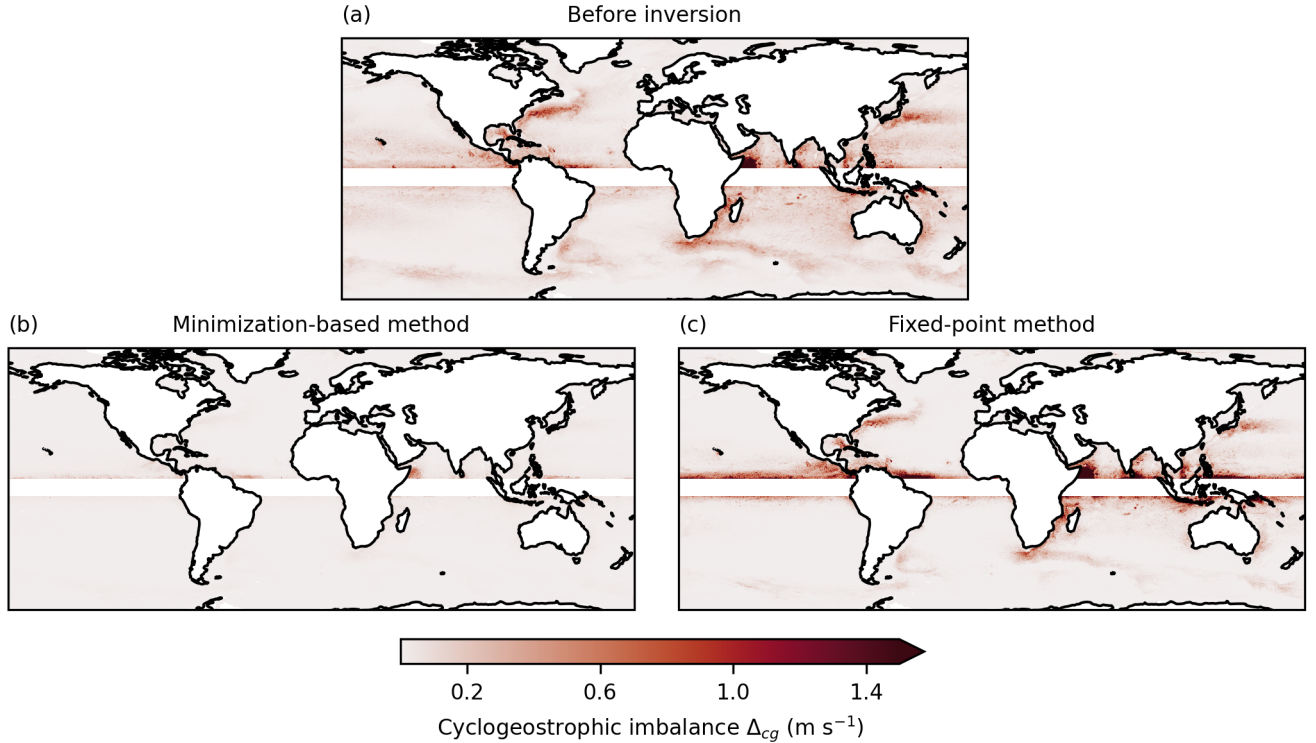 (a) Before inversion
(b) Minimization-based method
(c) Fixed-point method
0.2 0.6 1.0 1.4
Cyclogeostrophic imbalance Δ_cg (m s⁻¹)